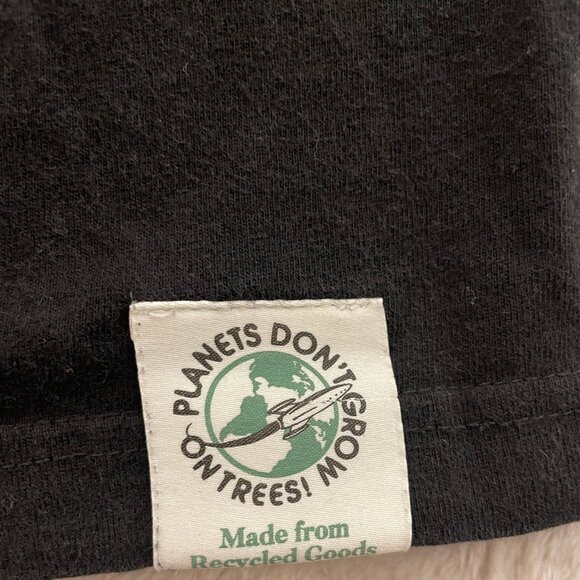 PLANETS DON'T GROW
ON TREES!
Made from
Recycled Goods